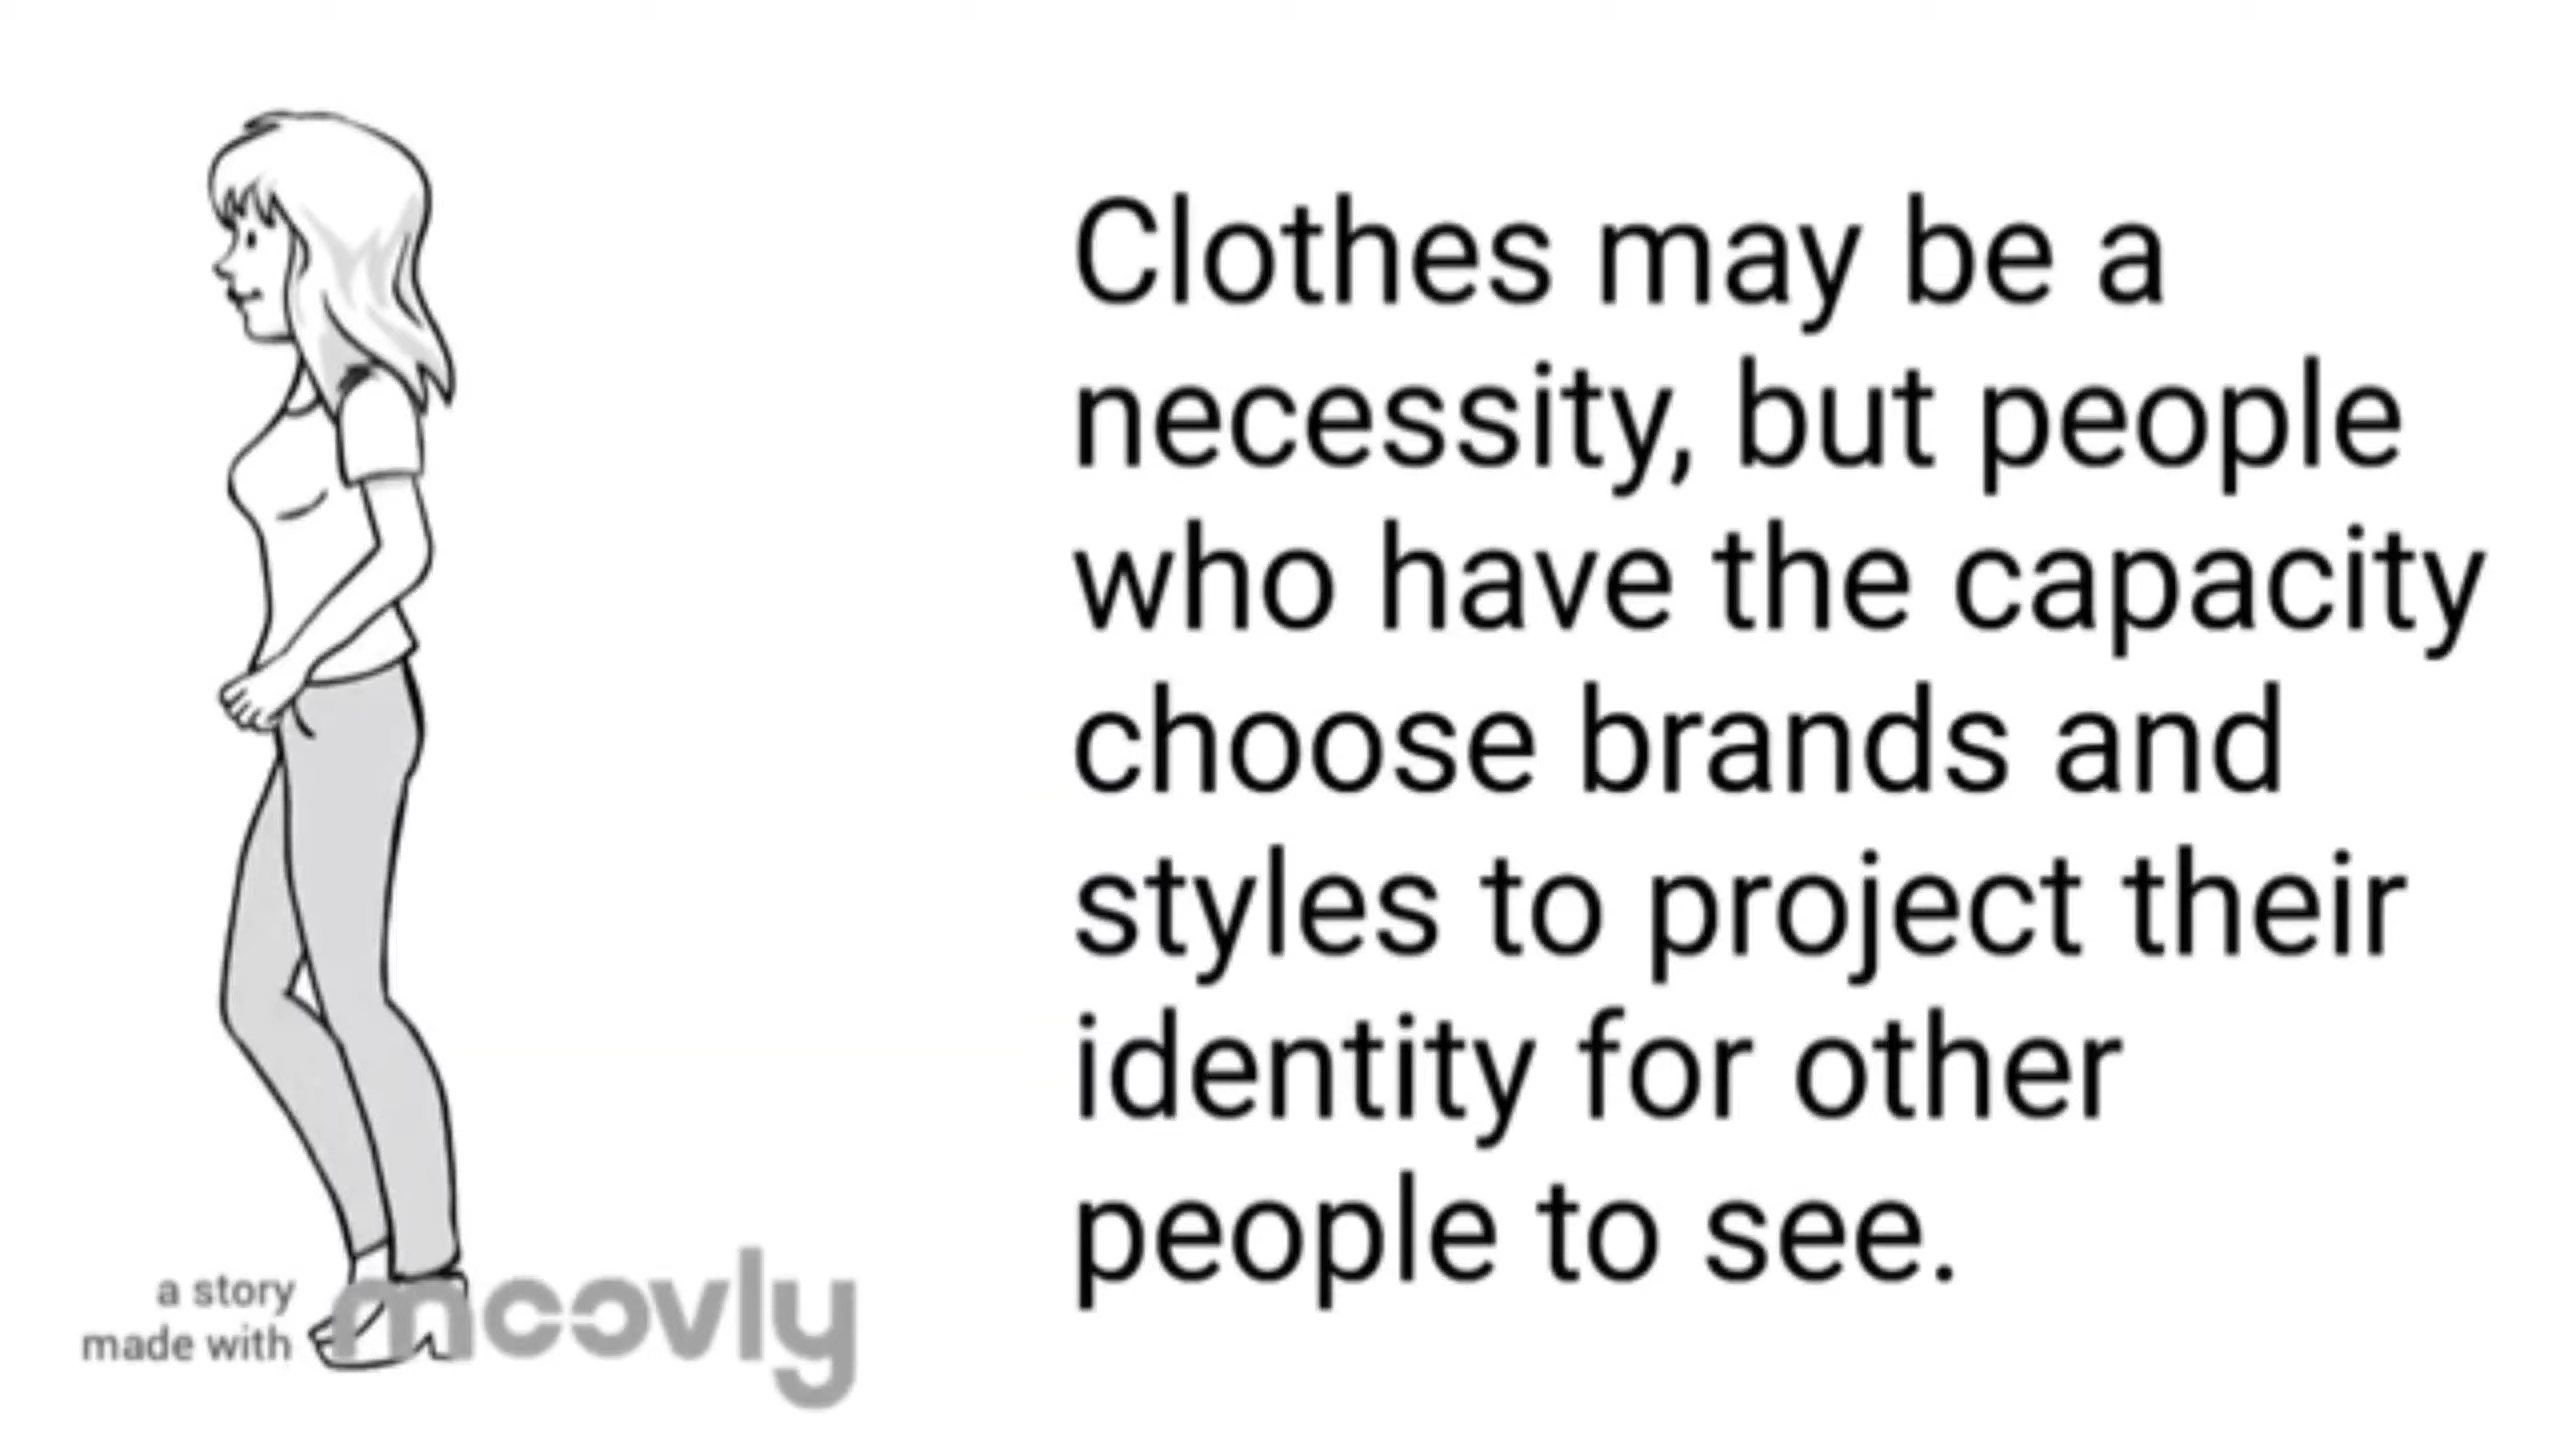 Clothes may be a
necessity, but people
who have the capacity
choose brands and
styles to project their
identity for other
people to see.
a story
made with moovly